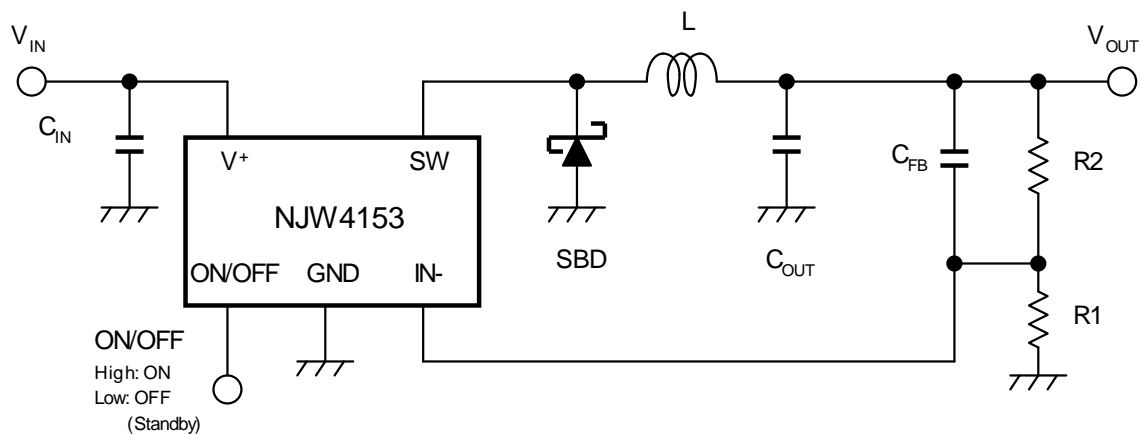 L
VIN
VOUT
CIN
V+
SW
CFB
R2
NJW4153
SBD
COUT
ON/OFF
GND
IN-
R1
ON/OFF
High: ON
Low: OFF
(Standby)